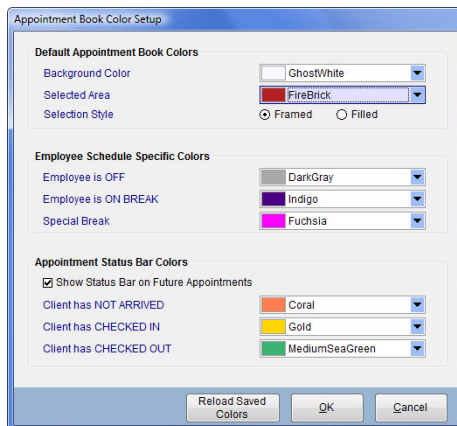 Appointment Book Color Setup
Default Appointment Book Colors
Background Color GhostWhite
Selected Area FireBrick
Selection Style Framed Filled
Employee Schedule Specific Colors
Employee is OFF DarkGray
Employee is ON BREAK Indigo
Special Break Fuchsia
Appointment Status Bar Colors
Show Status Bar on Future Appointments
Client has NOT ARRIVED Coral
Client has CHECKED IN Gold
Client has CHECKED OUT MediumSeaGreen
Reload Saved
Colors
OK
Cancel